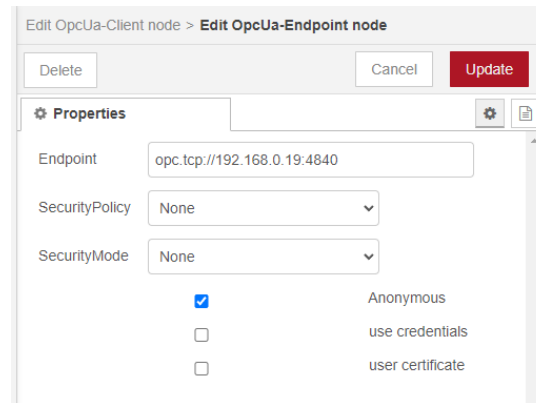 Edit OpcUa-Client node > Edit OpcUa-Endpoint node
Delete Cancel Update
Properties
Endpoint opc.tcp://192.168.0.19:4840
SecurityPolicy None
SecurityMode None
Anonymous
use credentials
user certificate